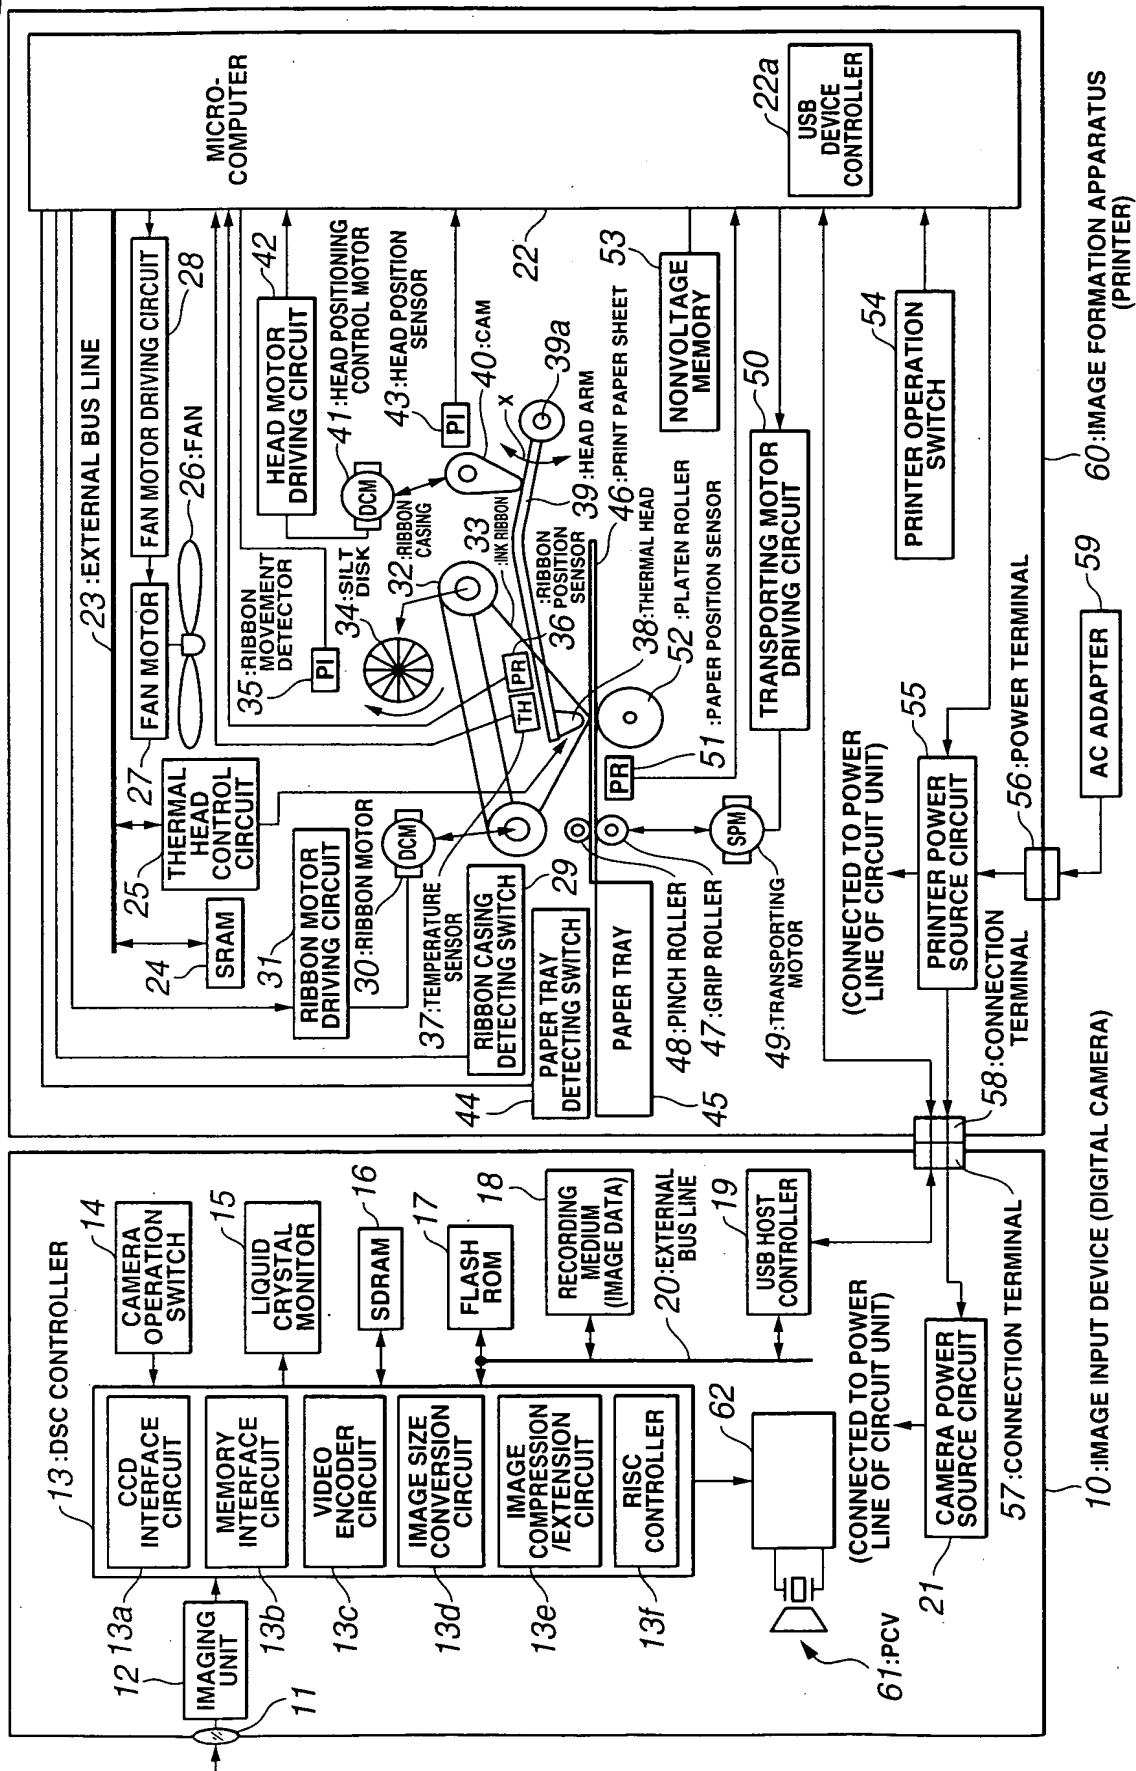 13:DSC CONTROLLER
14
CAMERA
OPERATION
SWITCH
15
LIQUID
CRYSTAL
MONITOR
16
SDRAM
17
FLASH
ROM
18
RECORDING
MEDIUM
(IMAGE DATA)
20:EXTERNAL
BUS LINE
19
USB HOST
CONTROLLER
CCD
INTERFACE
CIRCUIT
13a
MEMORY
INTERFACE
CIRCUIT
13b
VIDEO
ENCODER
CIRCUIT
13c
IMAGE SIZE
CONVERSION
CIRCUIT
13d
IMAGE
COMPRESSION
/EXTENSION
CIRCUIT
13e
RISC
CONTROLLER
13f
12
IMAGING
UNIT
11
62
61:PCV
(CONNECTED TO POWER
LINE OF CIRCUIT UNIT)
CAMERA POWER
SOURCE CIRCUIT
21
57:CONNECTION TERMINAL
10:IMAGE INPUT DEVICE (DIGITAL CAMERA)
MICRO-
COMPUTER
22
22a
USB
DEVICE
CONTROLLER
23:EXTERNAL BUS LINE
24
SRAM
25
THERMAL
HEAD
CONTROL
CIRCUIT
27
FAN MOTOR
26:FAN
FAN MOTOR DRIVING CIRCUIT
28
31
RIBBON MOTOR
DRIVING CIRCUIT
30:RIBBON MOTOR
DCM
35:RIBBON
MOVEMENT
DETECTOR
PI
34:SILT
DISK
32:RIBBON
CASING
HEAD MOTOR
DRIVING CIRCUIT
42
41:HEAD POSITIONING
CONTROL MOTOR
DCM
43:HEAD POSITION
SENSOR
PI
40:CAM
X
39a
39:HEAD ARM
33
:INK RIBBON
36
:RIBBON
POSITION
SENSOR
PR
TH
37:TEMPERATURE
SENSOR
RIBBON CASING
DETECTING SWITCH
29
44
PAPER TRAY
DETECTING SWITCH
PAPER TRAY
45
46:PRINT PAPER SHEET
38:THERMAL HEAD
52:PLATEN ROLLER
51:PAPER POSITION SENSOR
PR
48:PINCH ROLLER
47:GRIP ROLLER
SPM
49:TRANSPORTING
MOTOR
TRANSPORTING MOTOR
DRIVING CIRCUIT
50
NONVOLTAGE
MEMORY
53
PRINTER OPERATION
SWITCH
54
(CONNECTED TO POWER
LINE OF CIRCUIT UNIT)
PRINTER POWER
SOURCE CIRCUIT
55
56:POWER TERMINAL
58:CONNECTION
TERMINAL
AC ADAPTER
59
60:IMAGE FORMATION APPARATUS
(PRINTER)